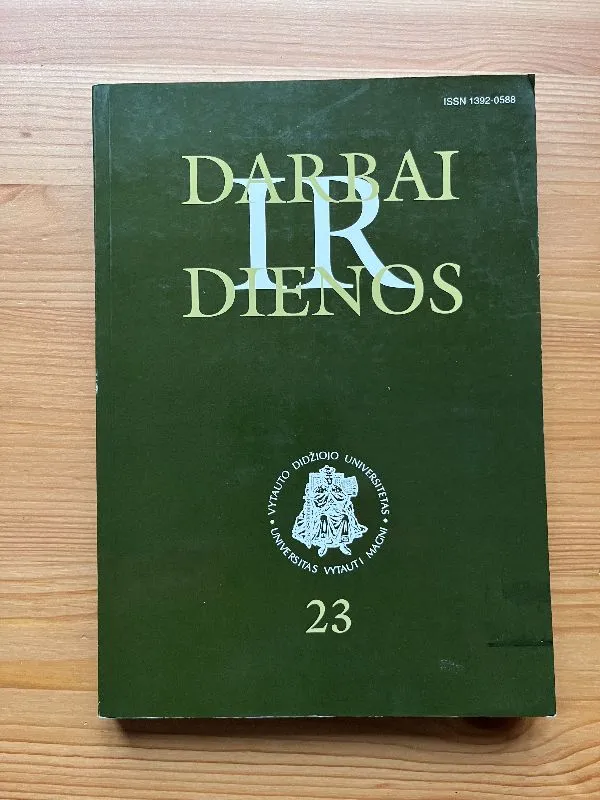 ISSN 1392-0588
DARBAI
IR
DIENOS
VYTAUTO DIDŽIOJO UNIVERSITETAS
• UNIVERSITAS VYTAUTI MAGNI •
23